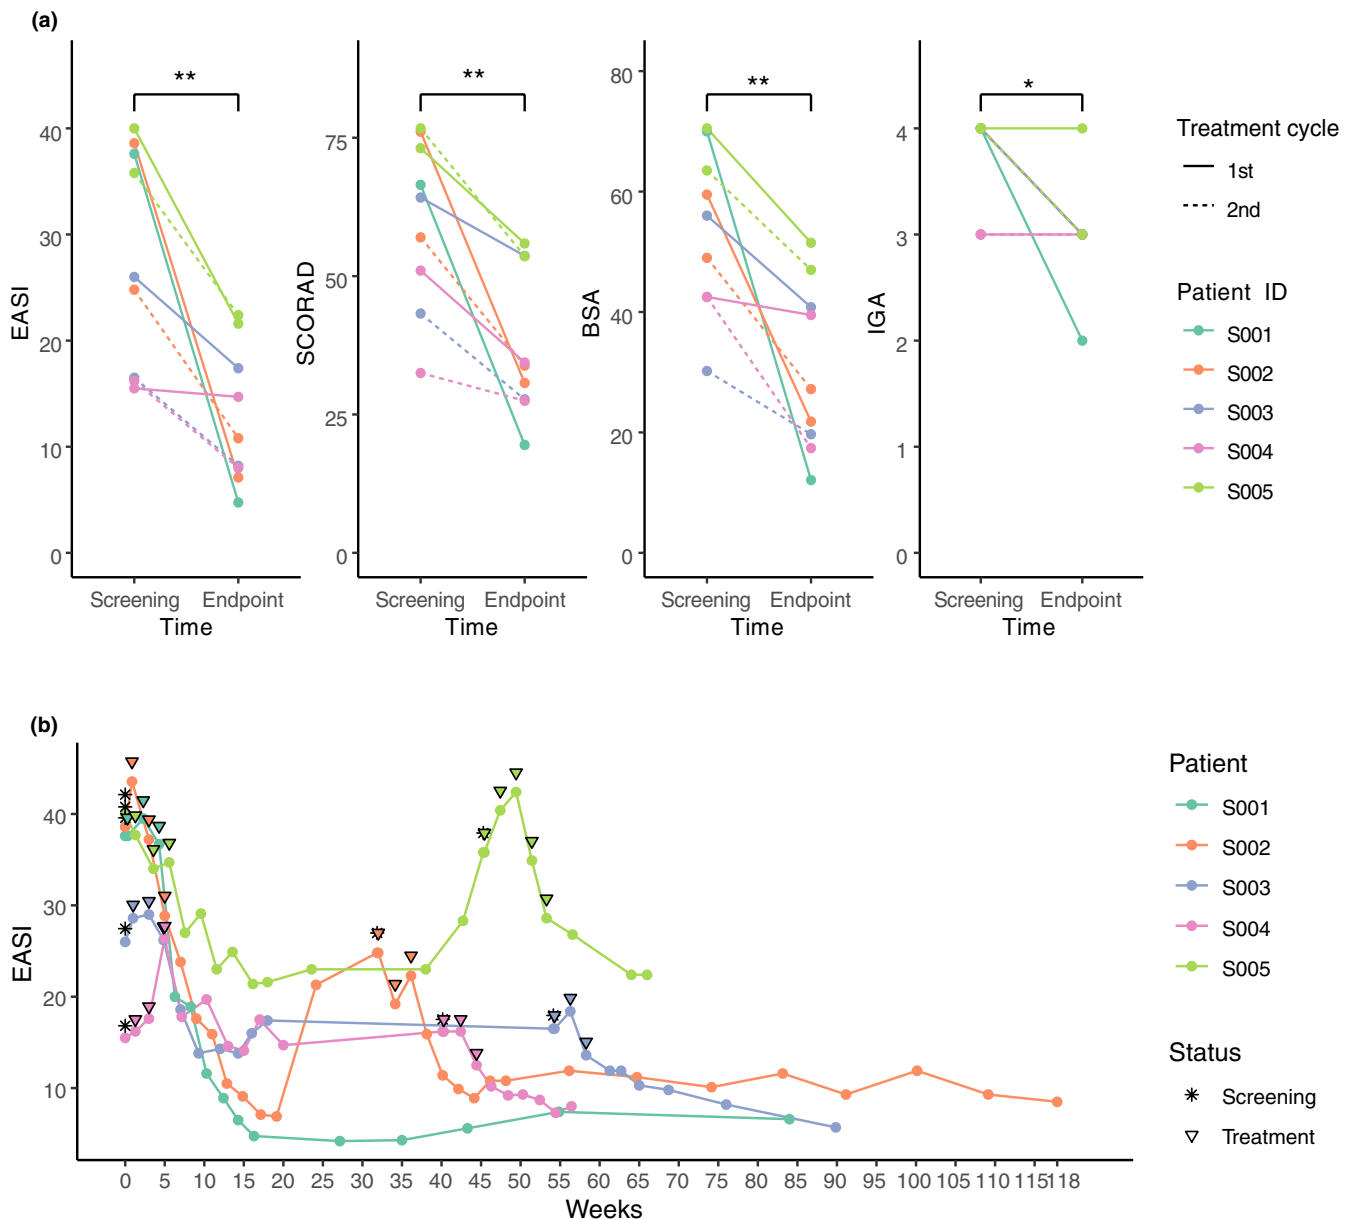 (a)
** ** ** *
EASI
40
30
20
10
0
Screening Endpoint
Time
SCORAD
75
50
25
0
Screening Endpoint
Time
BSA
80
60
40
20
0
Screening Endpoint
Time
IGA
4
3
2
1
0
Screening Endpoint
Time
Treatment cycle
1st
2nd
Patient ID
S001
S002
S003
S004
S005
(b)
EASI
40
30
20
10
0 5 10 15 20 25 30 35 40 45 50 55 60 65 70 75 80 85 90 95 100 105 110 115 118
Weeks
Patient
S001
S002
S003
S004
S005
Status
Screening
Treatment